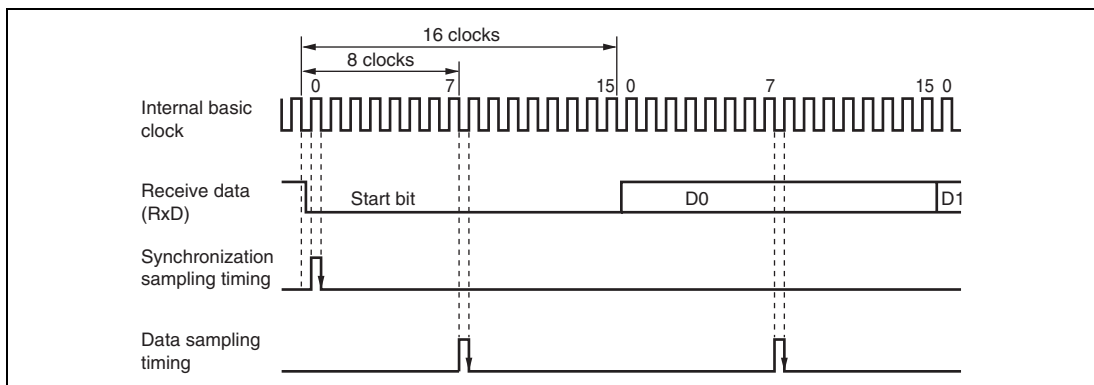 16 clocks
8 clocks
0 7 15 0 7 15 0
Internal basic
clock
Receive data
(RxD)
Start bit D0 D1
Synchronization
sampling timing
Data sampling
timing